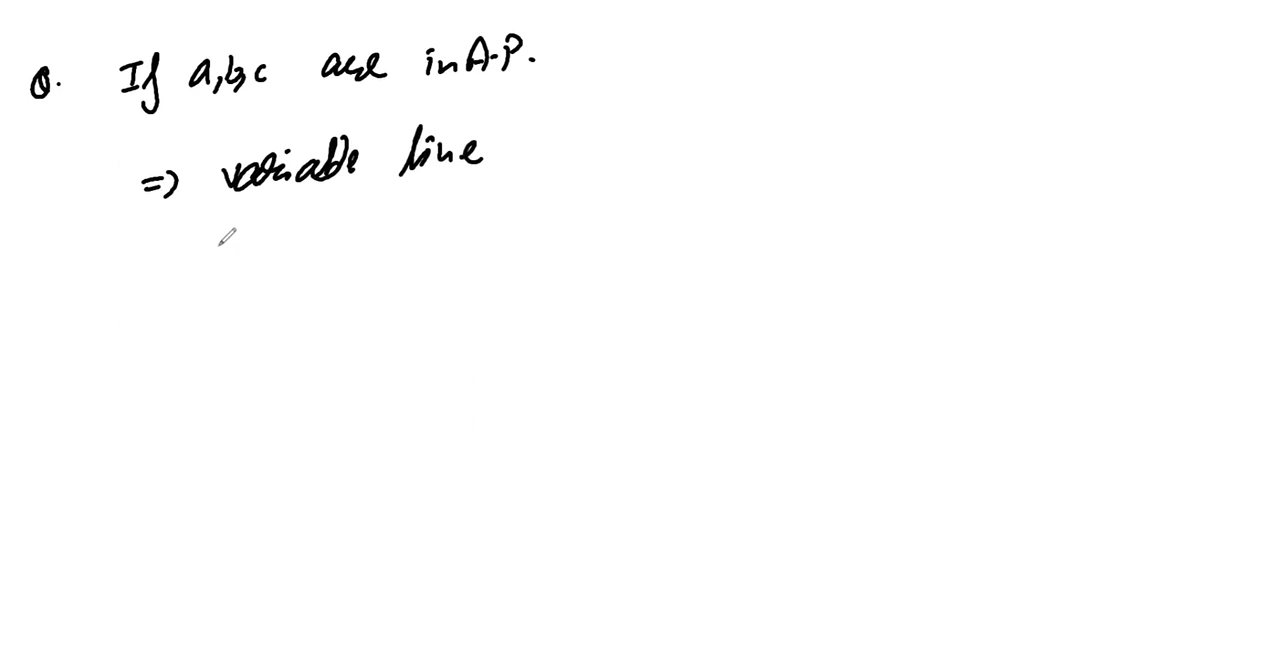 Q. If a,b,c are in A.P.
=> variable line